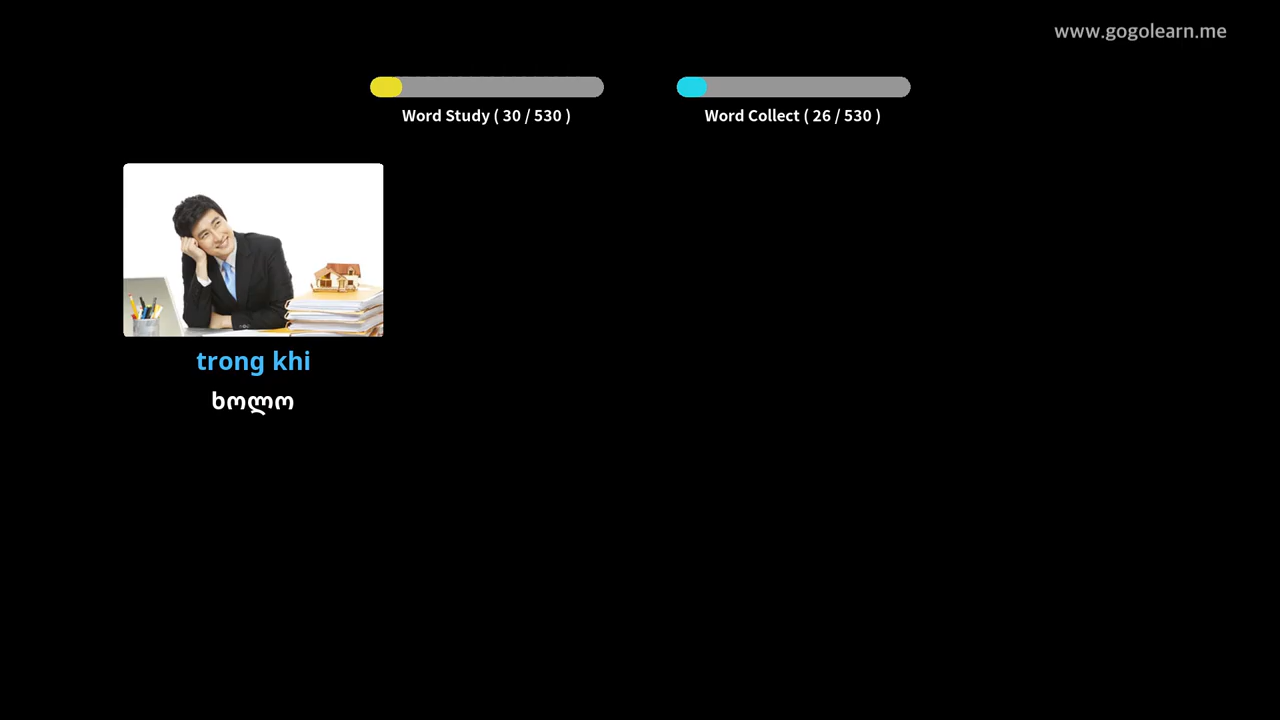 www.gogolearn.me
Word Study ( 30 / 530 )
Word Collect ( 26 / 530 )
trong khi
ხოლო